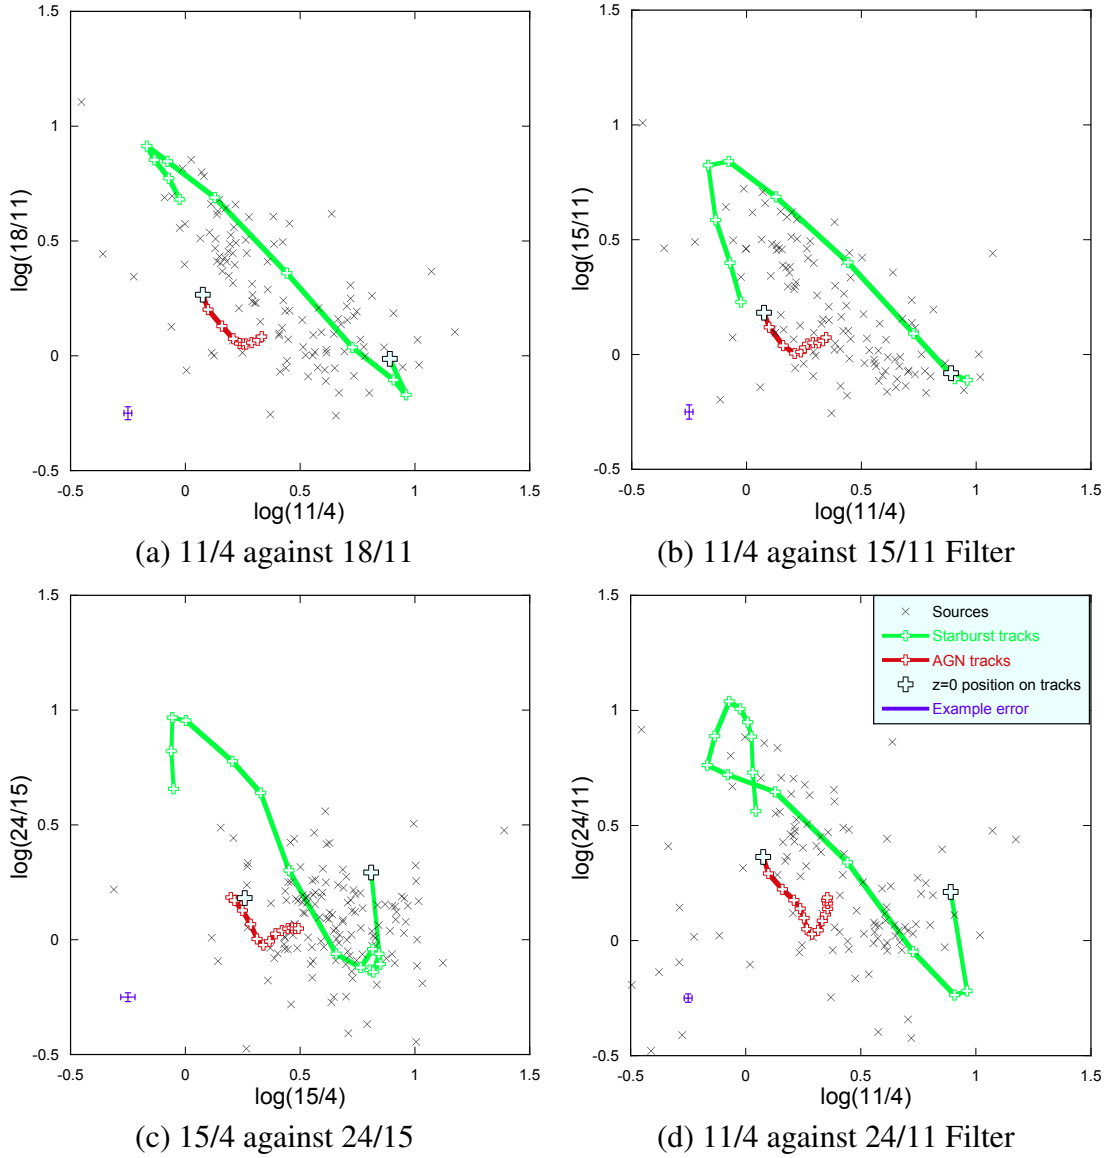 1.5
1
0.5
0
-0.5
log(18/11)
-0.5 0 0.5 1 1.5
log(11/4)
(a) 11/4 against 18/11
1.5
1
0.5
0
-0.5
log(15/11)
-0.5 0 0.5 1 1.5
log(11/4)
(b) 11/4 against 15/11 Filter
1.5
1
0.5
0
-0.5
log(24/15)
-0.5 0 0.5 1 1.5
log(15/4)
(c) 15/4 against 24/15
1.5
1
0.5
0
-0.5
log(24/11)
Sources
Starburst tracks
AGN tracks
z=0 position on tracks
Example error
-0.5 0 0.5 1 1.5
log(11/4)
(d) 11/4 against 24/11 Filter